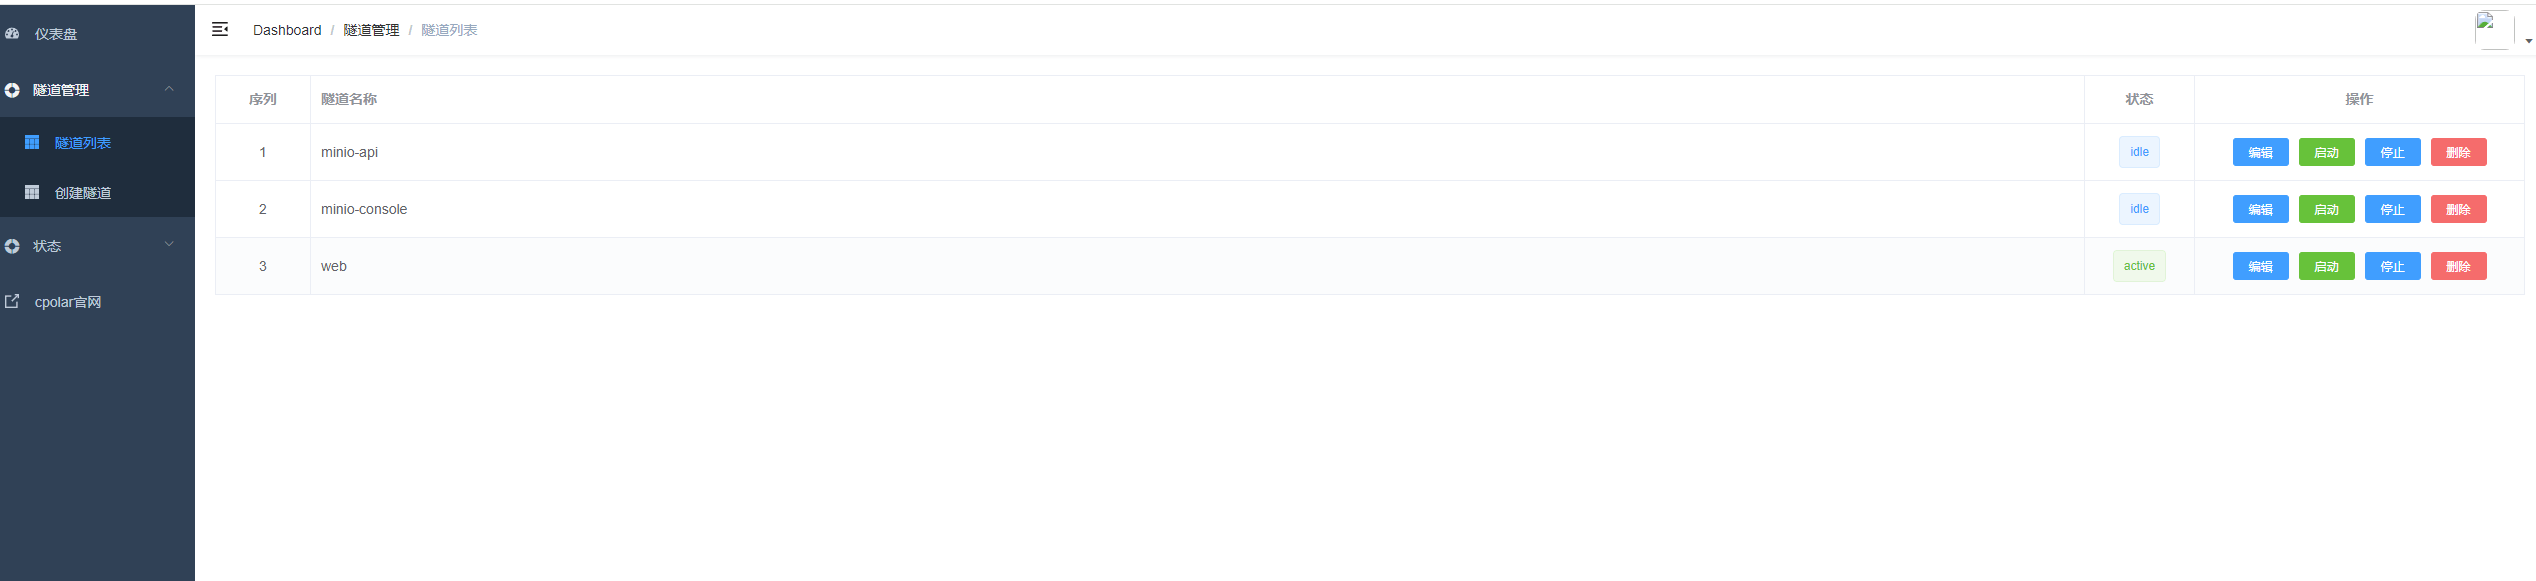 仪表盘
隧道管理
隧道列表
创建隧道
状态
cpolar官网
Dashboard / 隧道管理 / 隧道列表
序列 隧道名称 状态 操作
1 minio-api idle 编辑 启动 停止 删除
2 minio-console idle 编辑 启动 停止 删除
3 web active 编辑 启动 停止 删除